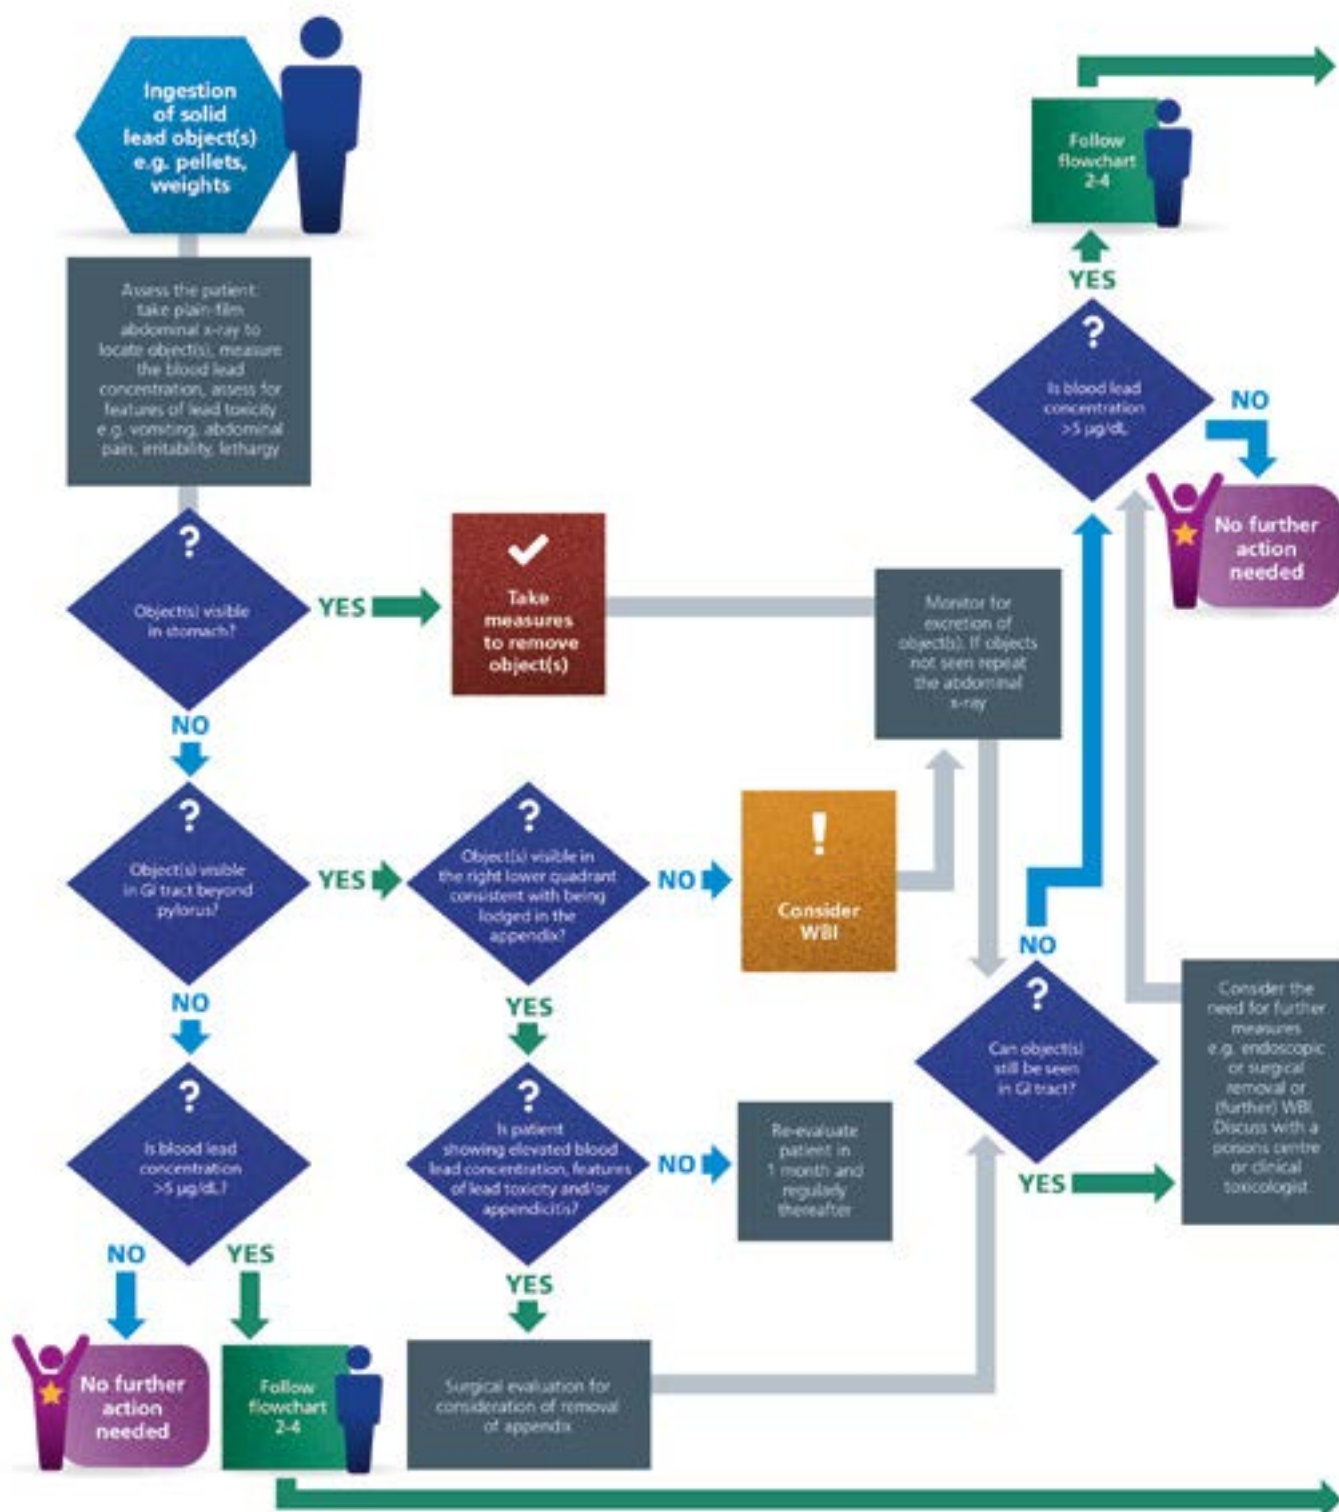 Ingestion
of solid
lead object(s)
e.g. pellets,
weights
Assess the patient:
take plain-film
abdominal x-ray to
locate object(s), measure
the blood lead
concentration, assess for
features of lead toxicity
e.g. vomiting, abdominal
pain, irritability, lethargy
?
Object(s) visible
in stomach?
YES
Take
measures
to remove
object(s)
Monitor for
excretion of
object(s). If objects
not seen repeat
the abdominal
x-ray
NO
?
Object(s) visible
in GI tract beyond
pylorus?
YES
?
Object(s) visible in
the right lower quadrant
consistent with being
lodged in the
appendix?
NO
!
Consider
WBI
NO
?
Is blood lead
concentration
>5 µg/dL?
NO
No further
action
needed
YES
Follow
flowchart
2-4
YES
?
Is patient
showing elevated blood
lead concentration, features
of lead toxicity and/or
appendicitis?
NO
Re-evaluate
patient in
1 month and
regularly
thereafter
YES
Surgical evaluation for
consideration of removal
of appendix
?
Can object(s)
still be seen
in GI tract?
YES
Consider the
need for further
measures
e.g. endoscopic
or surgical
removal or
(further) WBI.
Discuss with a
poisons centre
or clinical
toxicologist
NO
?
Is blood lead
concentration
>5 µg/dL
NO
No further
action
needed
YES
Follow
flowchart
2-4